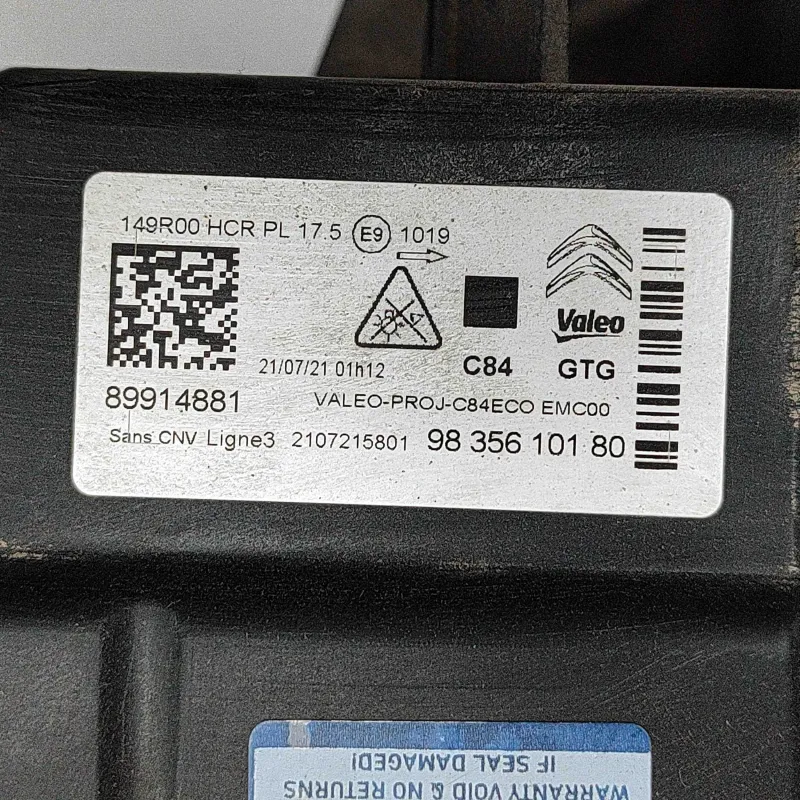 149R00 HCR PL 17.5 E9 1019
Valeo
21/07/21 01h12
C84
GTG
89914881
VALEO-PROJ-C84ECO EMC00
Sans CNV Ligne3 2107215801 98 356 101 80
WARRANTY VOID & NO RETURNS
IF SEAL DAMAGED!